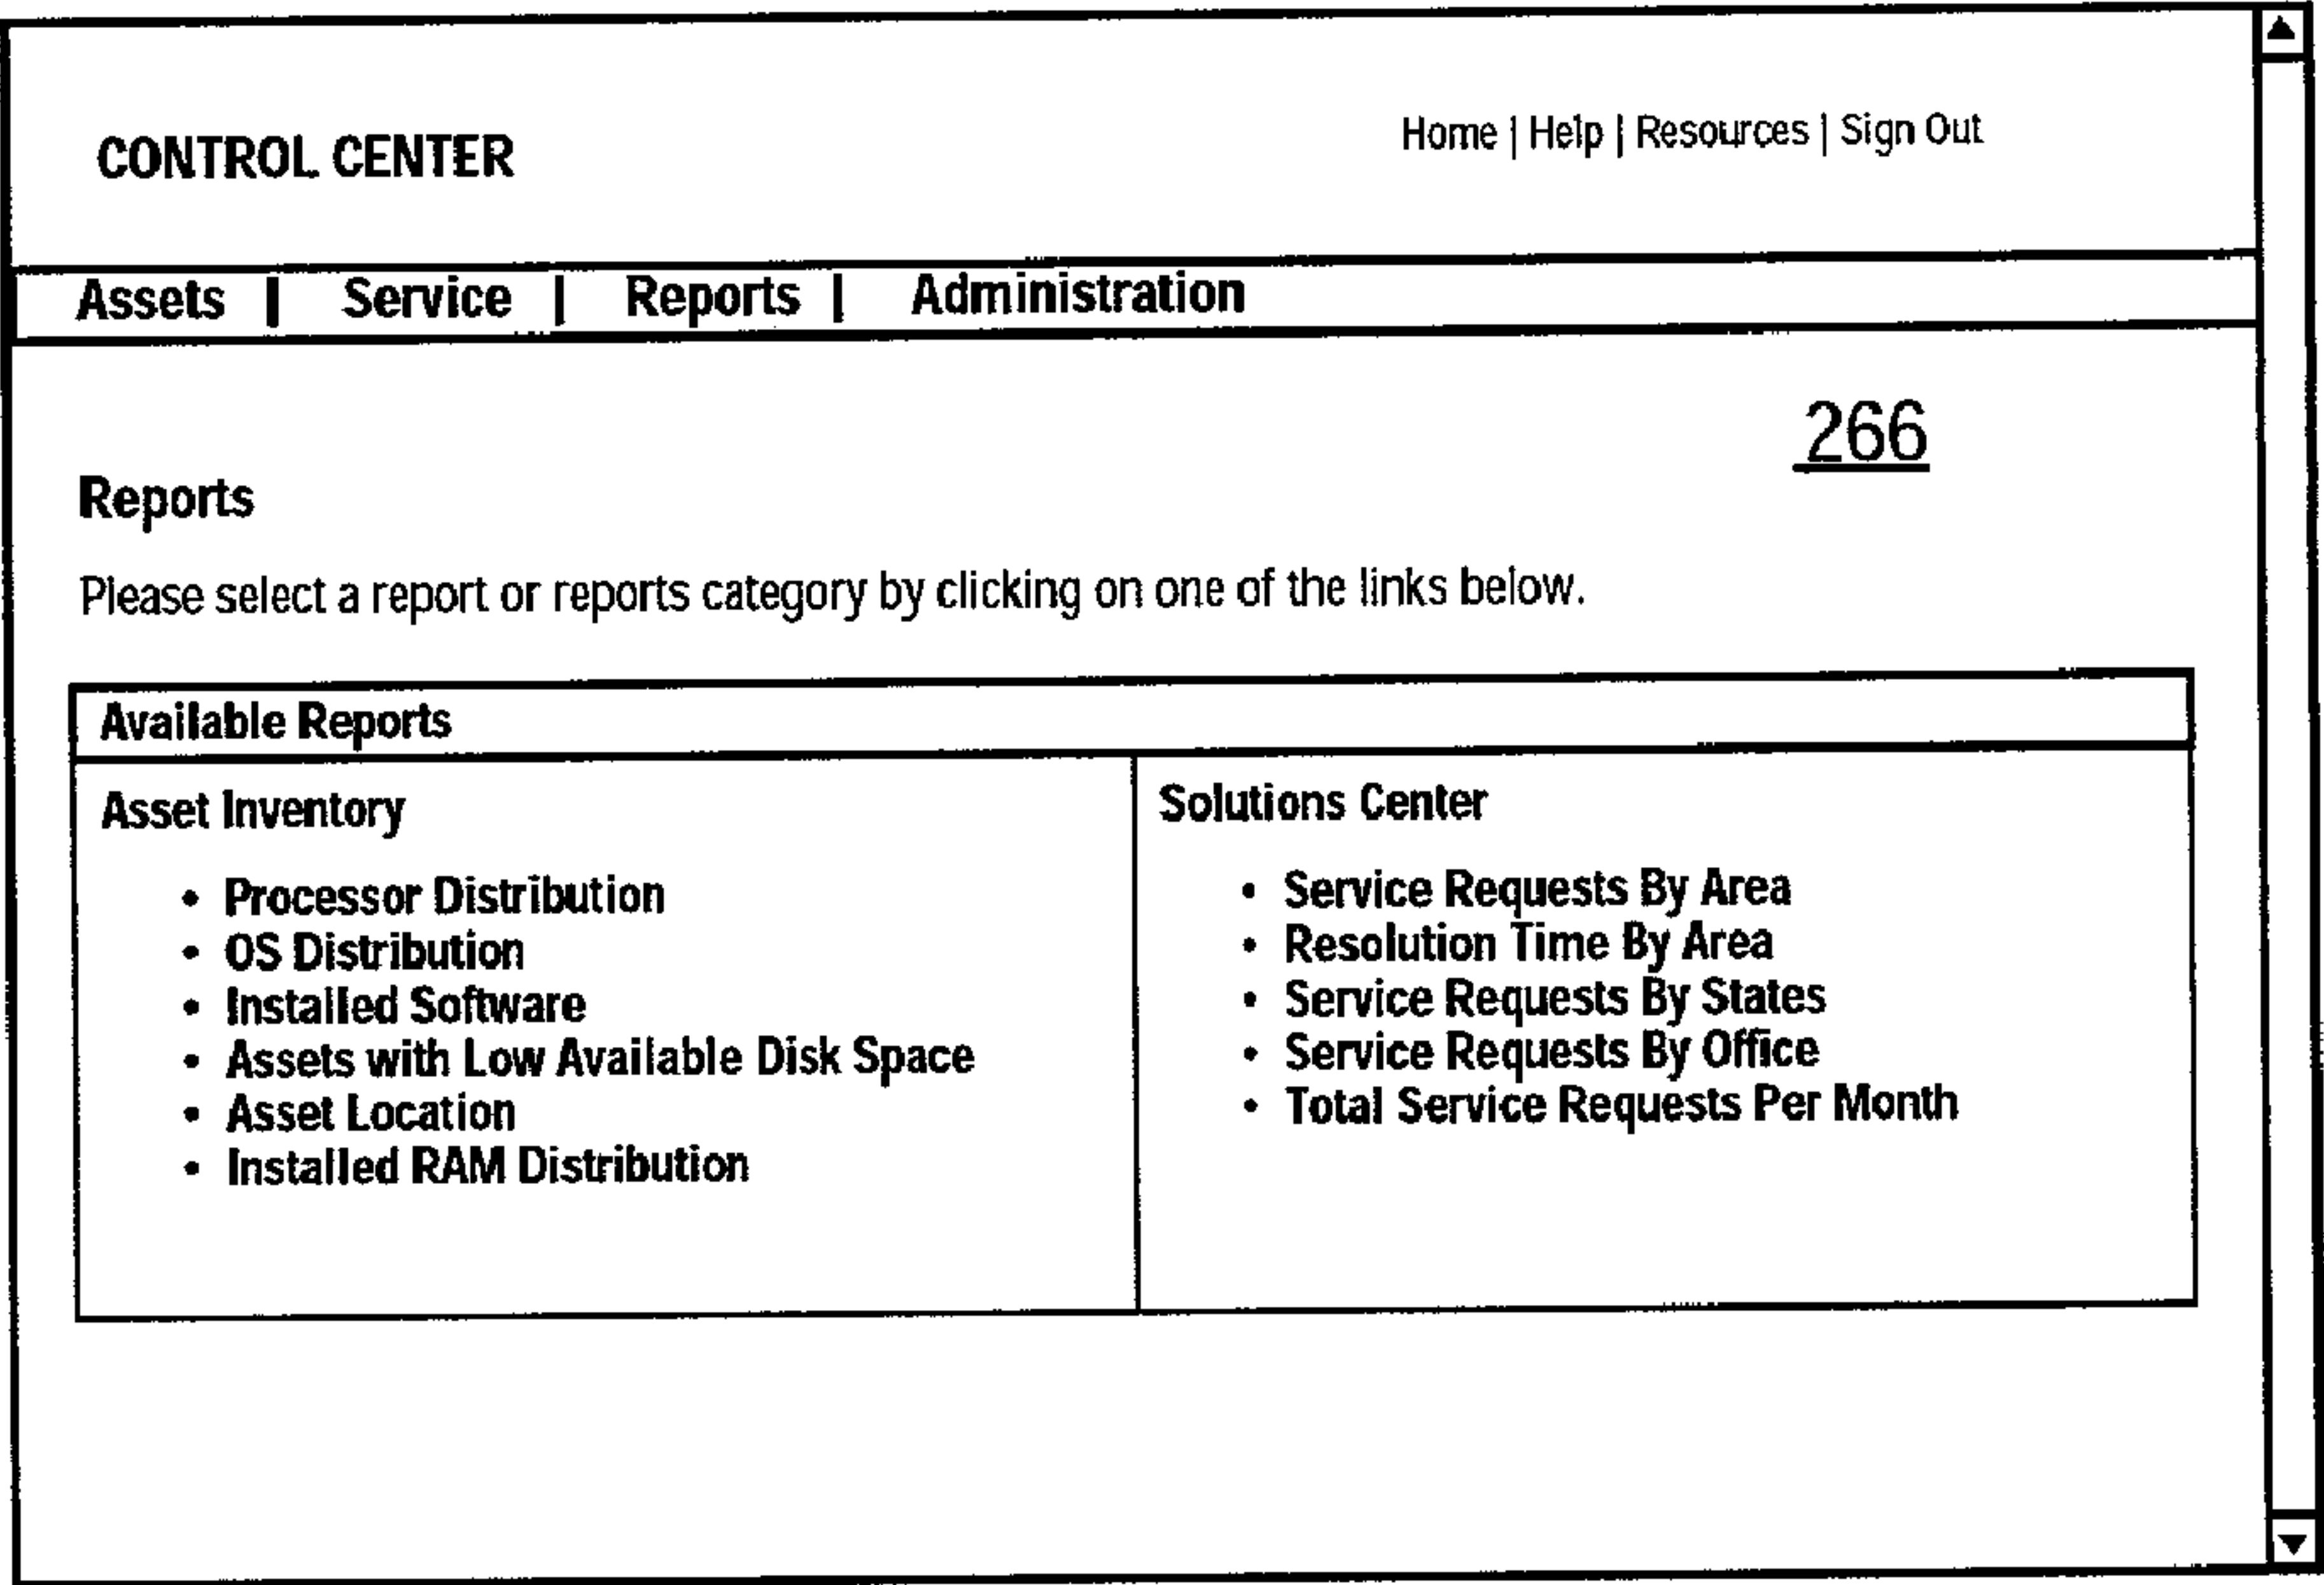 CONTROL CENTER
Home | Help | Resources | Sign Out
Assets | Service | Reports | Administration
266
Reports
Please select a report or reports category by clicking on one of the links below.
Available Reports
Asset Inventory
• Processor Distribution
• OS Distribution
• Installed Software
• Assets with Low Available Disk Space
• Asset Location
• Installed RAM Distribution
Solutions Center
• Service Requests By Area
• Resolution Time By Area
• Service Requests By States
• Service Requests By Office
• Total Service Requests Per Month